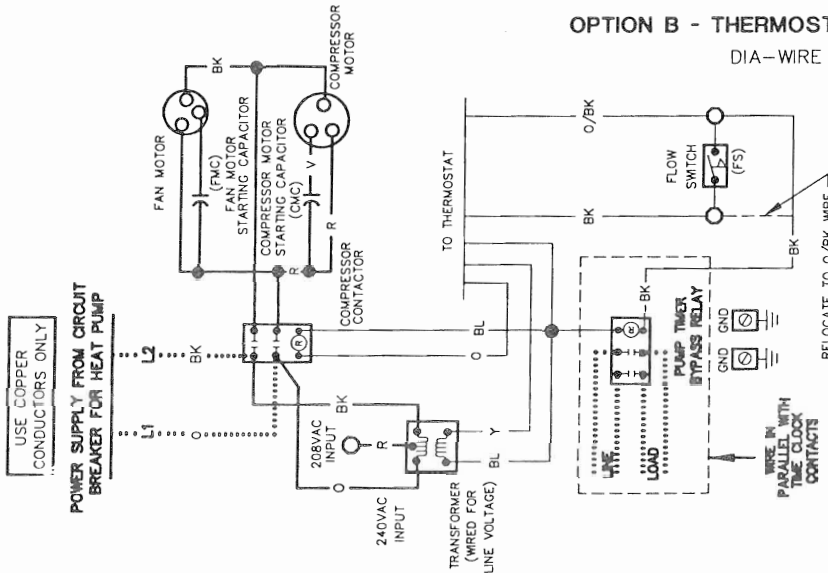 OPTION B - THERMOST
DIA-WIRE
USE COPPER
CONDUCTORS ONLY
POWER SUPPLY FROM CIRCUIT
BREAKER FOR HEAT PUMP
L1
L2
O
BK
FAN MOTOR
BK
(FMC)
FAN MOTOR
STARTING CAPACITOR
COMPRESSOR MOTOR
STARTING CAPACITOR
(CMC)
V
R
R
COMPRESSOR
MOTOR
COMPRESSOR
CONTACTOR
R
BK
208VAC
INPUT
R
240VAC
INPUT
O
TRANSFORMER
(WIRED FOR
LINE VOLTAGE)
BL
Y
O
BL
TO THERMOSTAT
BK
O/BK
FLOW
SWITCH
(FS)
BK
BK
R
LINE
LOAD
PUMP TIMER
BYPASS RELAY
GND
GND
WIRE IN
PARALLEL WITH
TIME CLOCK
CONTACTS
RELOCATE TO O/BK WIRE